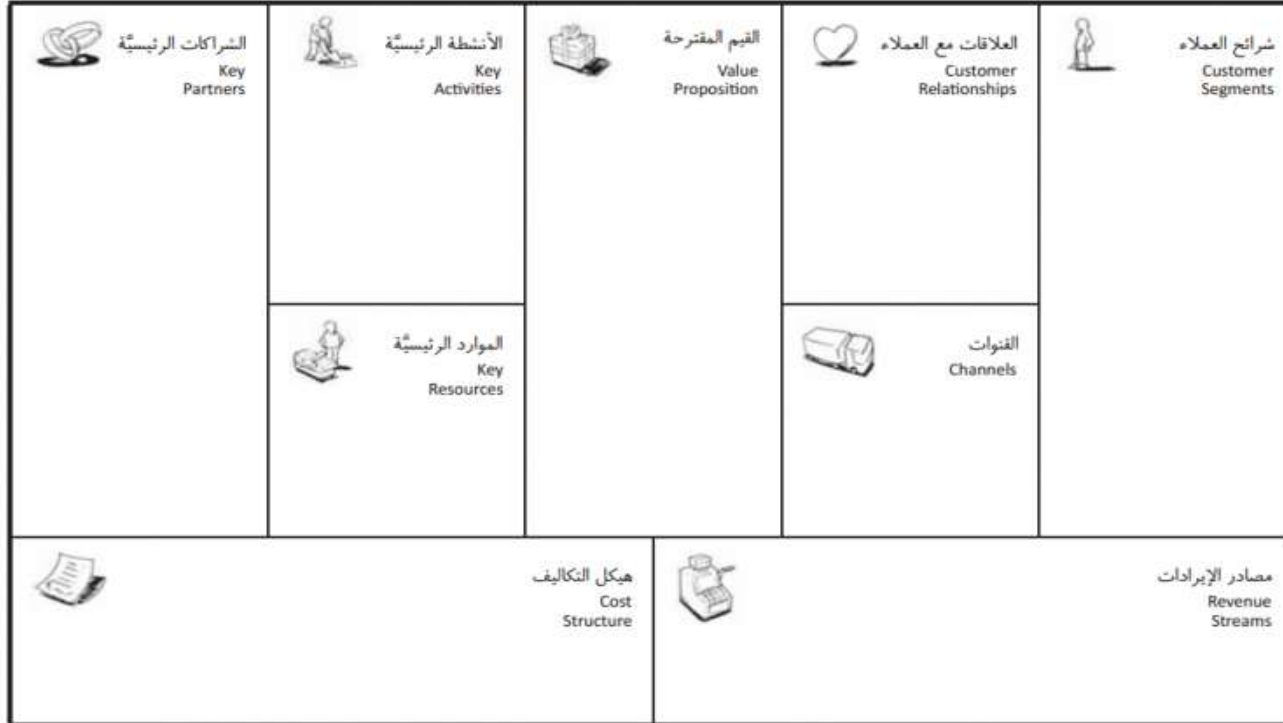 الشراكات الرئيسيَّة
Key
Partners
الأنشطة الرئيسيَّة
Key
Activities
القيم المقترحة
Value
Proposition
العلاقات مع العملاء
Customer
Relationships
شرائح العملاء
Customer
Segments
الموارد الرئيسيَّة
Key
Resources
القنوات
Channels
هيكل التكاليف
Cost
Structure
مصادر الإيرادات
Revenue
Streams